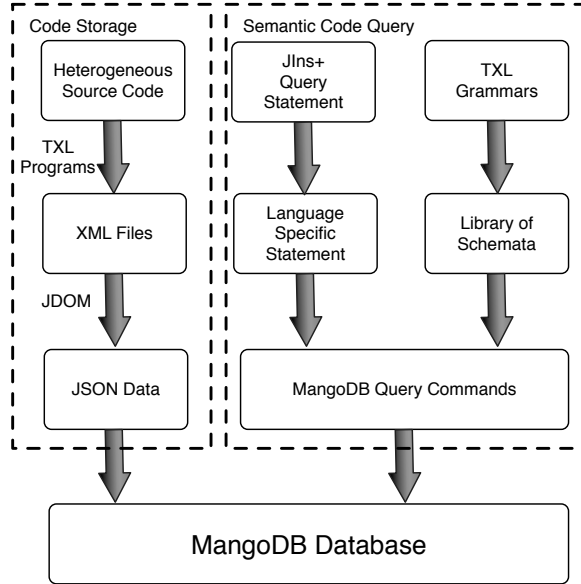 Code Storage
Semantic Code Query
Heterogeneous
Source Code
JIns+
Query
Statement
TXL
Grammars
TXL
Programs
XML Files
Language
Specific
Statement
Library of
Schemata
JDOM
JSON Data
MangoDB Query Commands
MangoDB Database